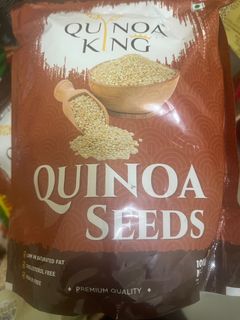 QUINOA
KING
QUINOA
SEEDS
LOW IN SATURATED FAT
CHOLESTEROL FREE
PREMIUM QUALITY